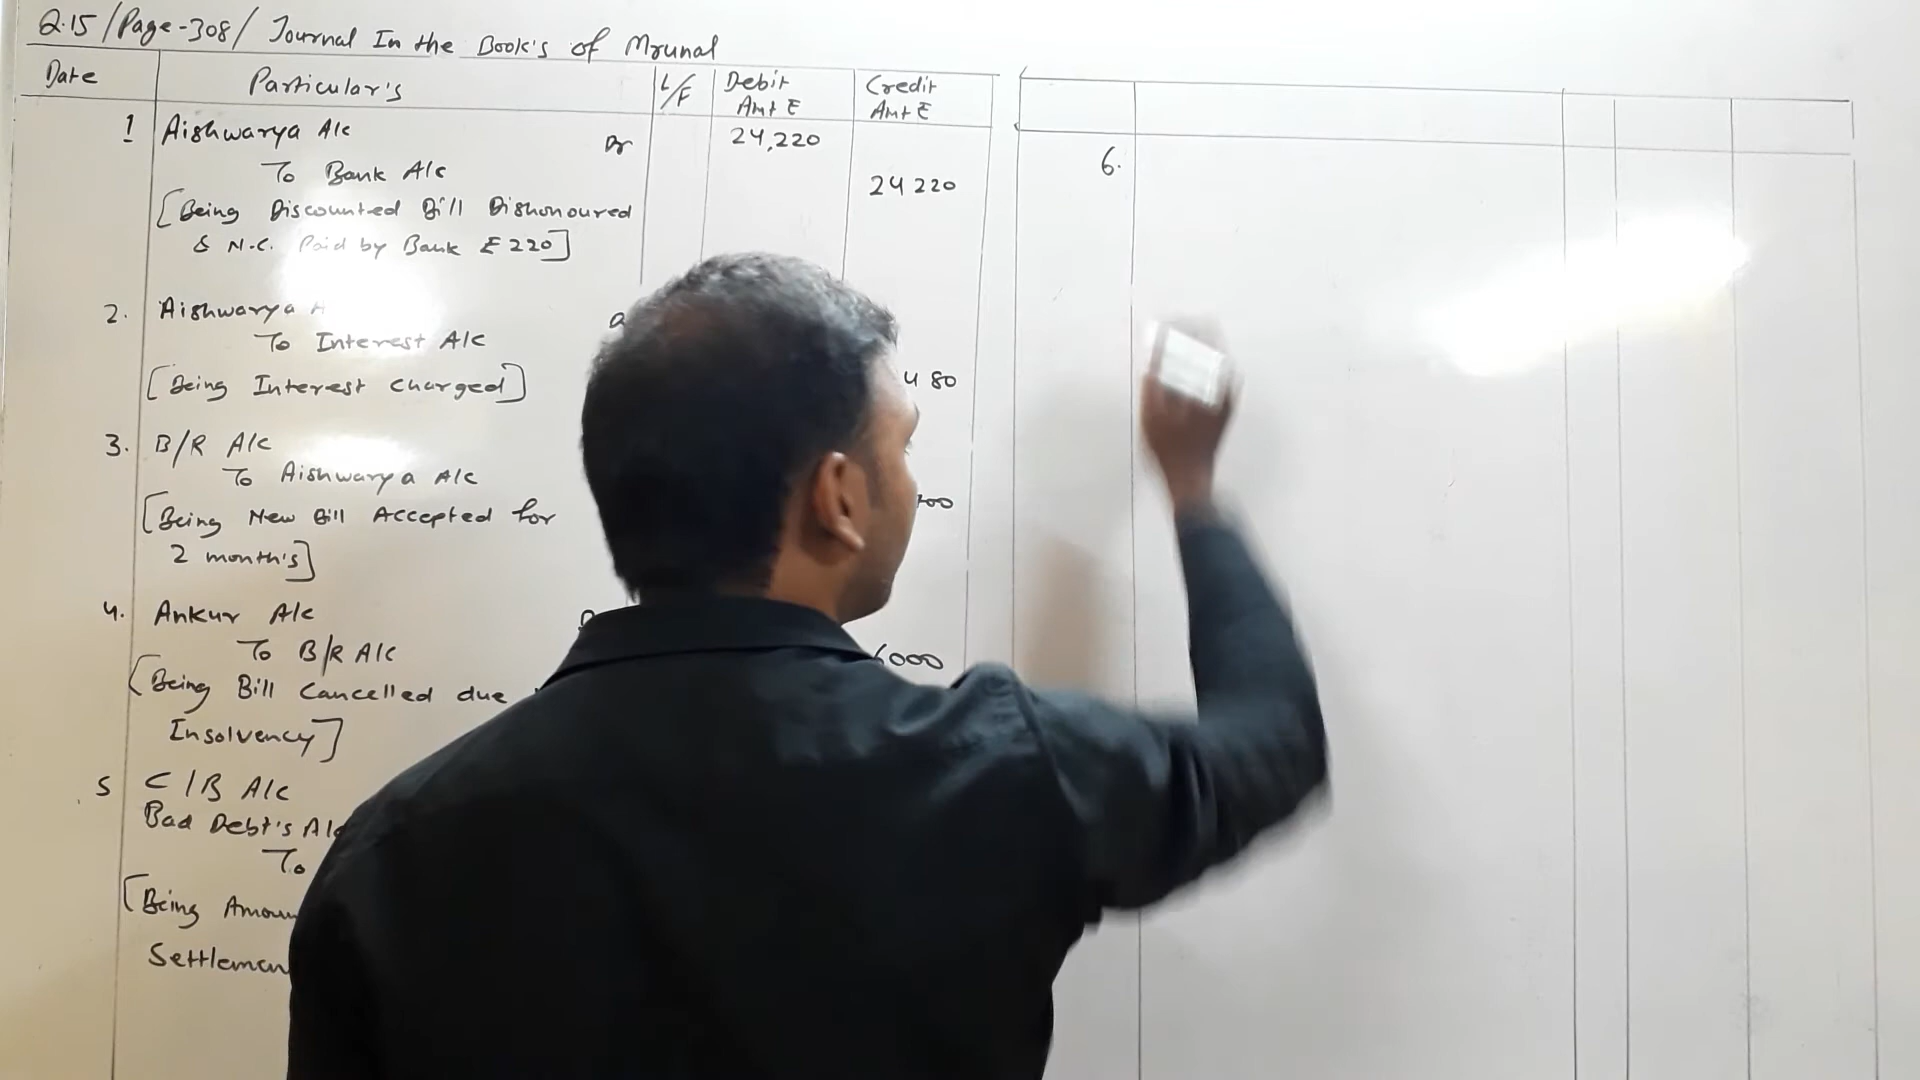 Q.15 /Page-308/ Journal In the Book's of Mrunal
Date Particular's L/F Debit Amt ₹ Credit Amt ₹
1 Aishwarya A/c Dr 24,220
To Bank A/c 24 220
[Being Discounted Bill Dishonoured
& N.C. Paid by Bank ₹ 220]
2. Aishwarya
To Interest A/c
[Being Interest Charged] 480
3. B/R A/c
To Aishwarya A/c
[Being New Bill Accepted for
2 month's]
4. Ankur A/c
To B/R A/c
[Being Bill Cancelled due
Insolvency]
5 C/B A/c
Bad Debt's A/c
To
[Being
6.